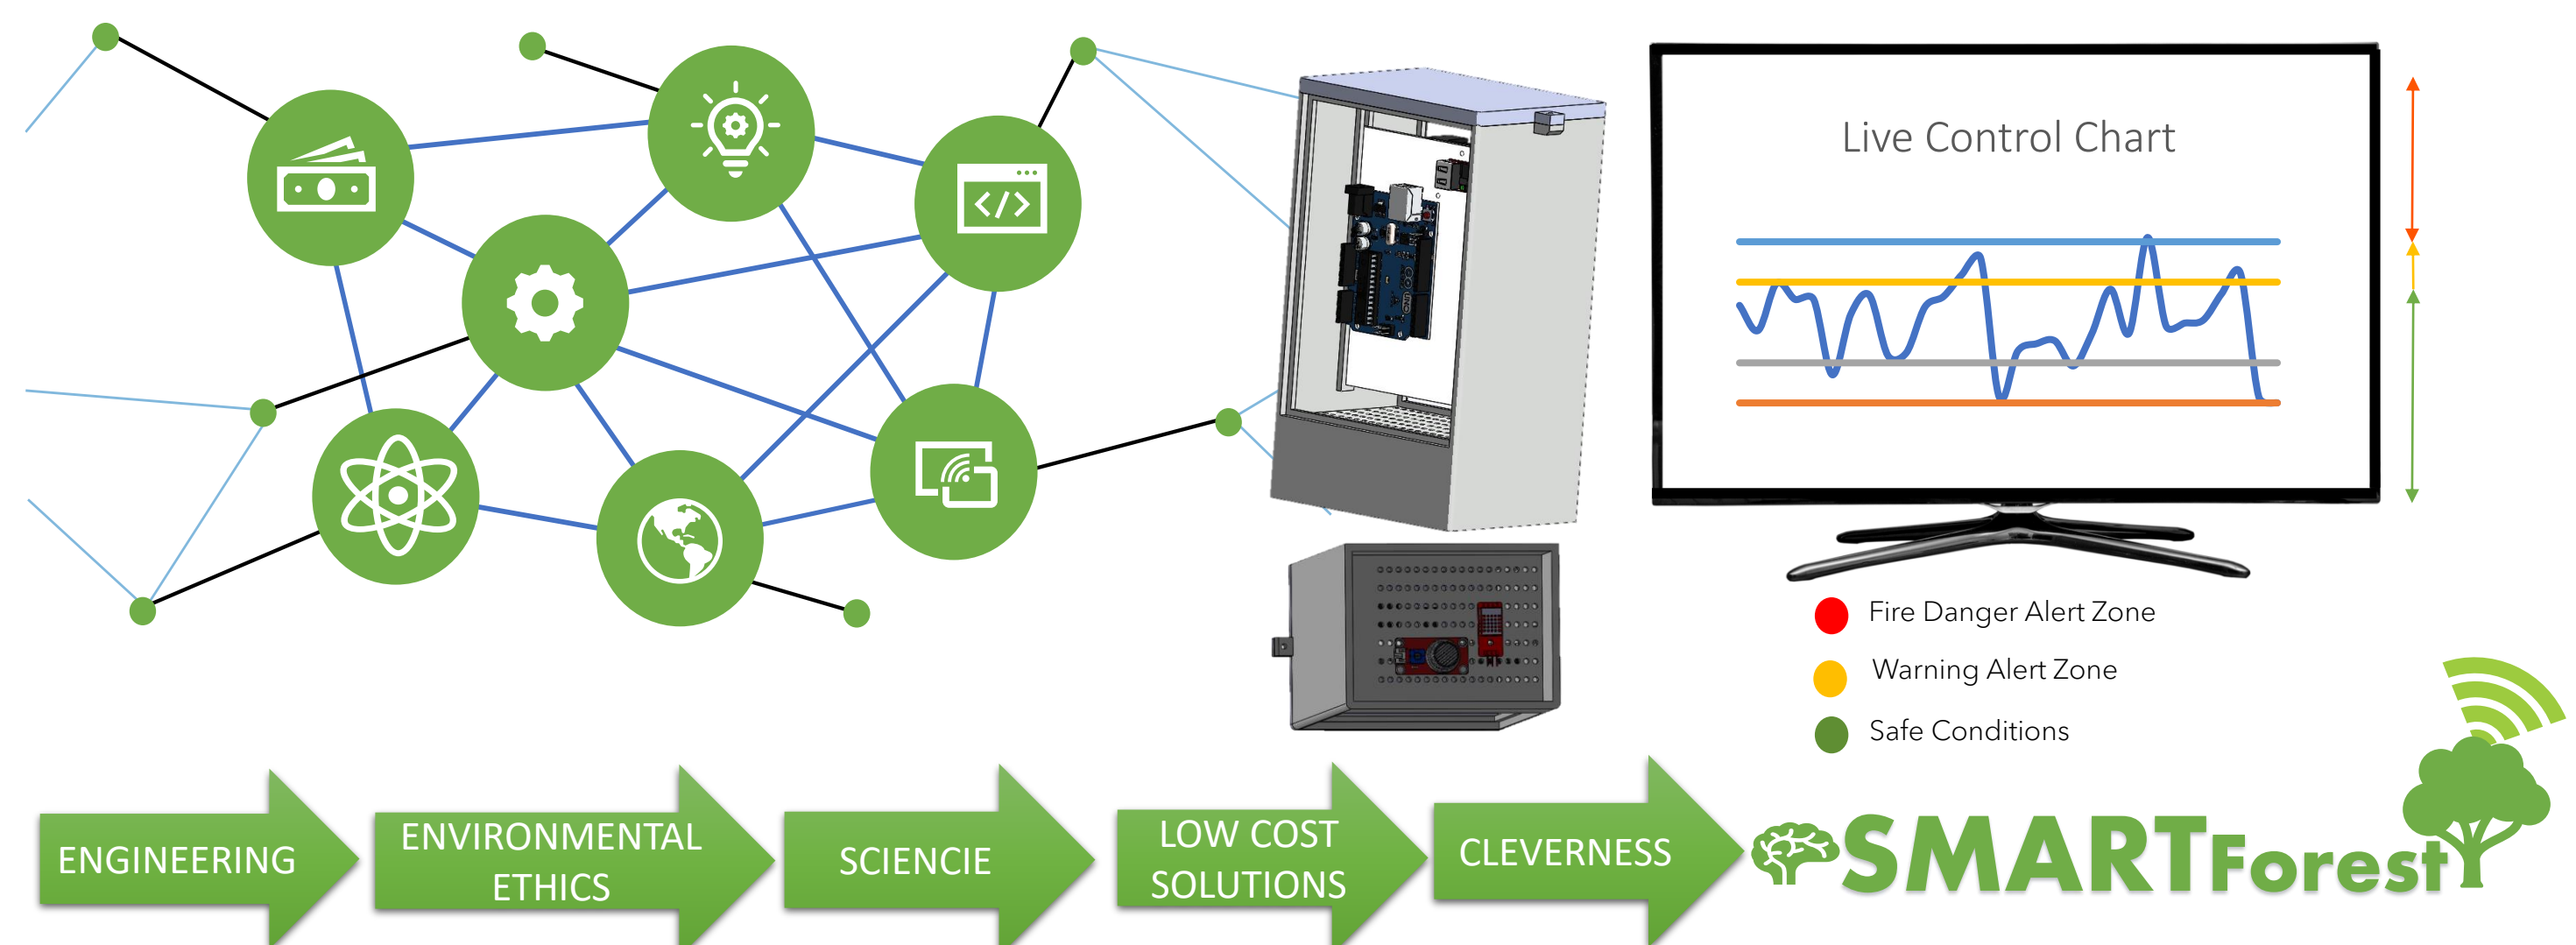 Live Control Chart
Fire Danger Alert Zone
Warning Alert Zone
Safe Conditions
ENGINEERING
ENVIRONMENTAL
ETHICS
SCIENCIE
LOW COST
SOLUTIONS
CLEVERNESS
SMARTForest